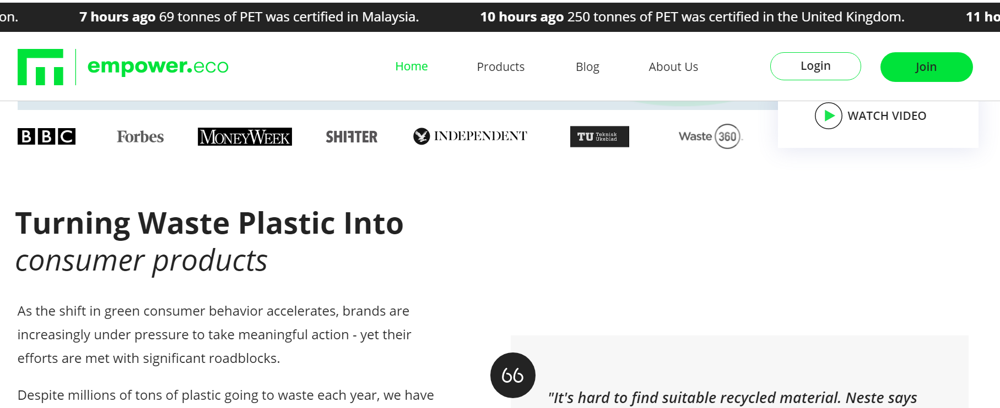 on. 7 hours ago 69 tonnes of PET was certified in Malaysia. 10 hours ago 250 tonnes of PET was certified in the United Kingdom. 11 ho
empower.eco Home Products Blog About Us Login Join
WATCH VIDEO
BBC Forbes MONEYWEEK SHIFTER INDEPENDENT TU Teknisk Ukeblad Waste 360
Turning Waste Plastic Into
consumer products
As the shift in green consumer behavior accelerates, brands are
increasingly under pressure to take meaningful action - yet their
efforts are met with significant roadblocks.
Despite millions of tons of plastic going to waste each year, we have
"It's hard to find suitable recycled material. Neste says